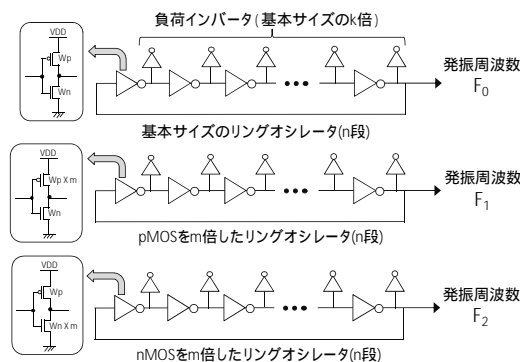 負荷インバータ(基本サイズのk倍)
VDD
Wp
Wn
発振周波数
F0
基本サイズのリングオシレータ(n段)
VDD
Wp X m
Wn
発振周波数
F1
pMOSをm倍したリングオシレータ(n段)
VDD
Wp
Wn X m
発振周波数
F2
nMOSをm倍したリングオシレータ(n段)